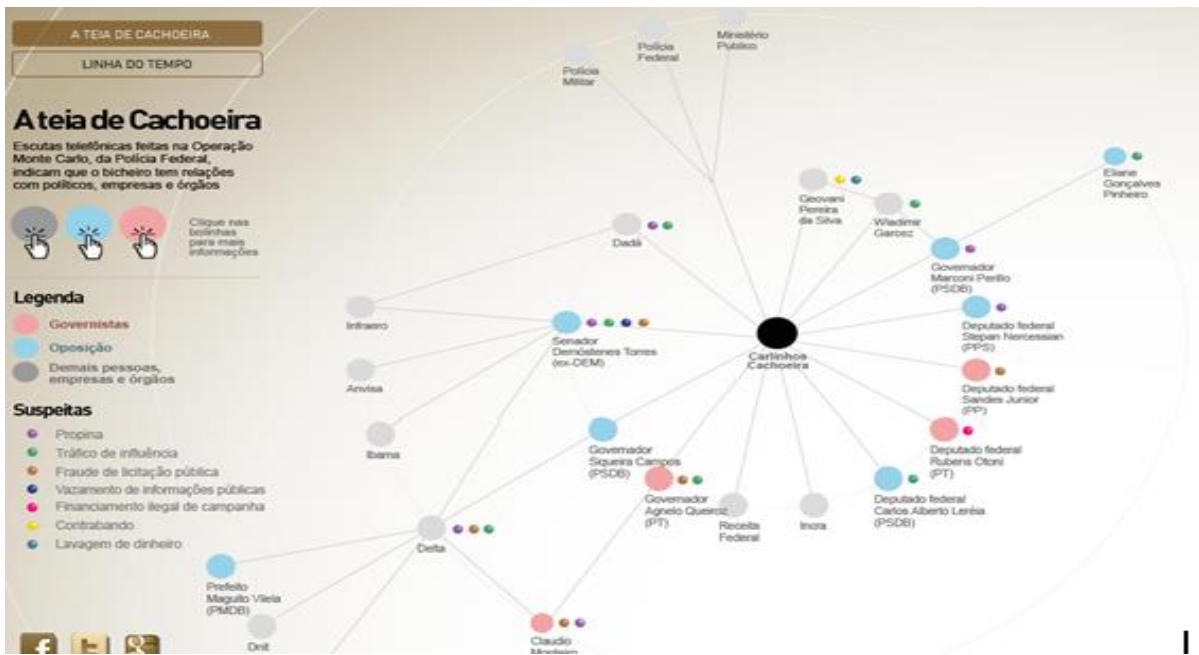 A TEIA DE CACHOEIRA
LINHA DO TEMPO
A teia de Cachoeira
Escutas telefônicas feitas na Operação
Monte Carlo, da Polícia Federal,
indicam que o bicheiro tem relações
com políticos, empresas e órgãos
Clique nas
bolinhas
para mais
informações
Legenda
Governistas
Oposição
Demais pessoas,
empresas e órgãos
Suspeitas
Propina
Tráfico de influência
Fraude de licitação pública
Vazamento de informações públicas
Financiamento ilegal de campanha
Contrabando
Lavagem de dinheiro
Polícia
Militar
Polícia
Federal
Ministério
Público
Eliane
Gonçalves
Pinheiro
Geovani
Pereira
da Silva
Wladimir
Garcez
Dadá
Governador
Marconi Perillo
(PSDB)
Infraero
Senador
Demóstenes Torres
(ex-DEM)
Carlinhos
Cachoeira
Deputado federal
Stepan Nercessian
(PPS)
Anvisa
Deputado federal
Sandes Junior
(PP)
Ibama
Governador
Siqueira Campos
(PSDB)
Deputado federal
Rubens Otoni
(PT)
Governador
Agnelo Queiroz
(PT)
Receita
Federal
Incra
Deputado federal
Carlos Alberto Leréia
(PSDB)
Delta
Prefeito
Maguito Vilela
(PMDB)
Dnit
Claudio
Monteiro
f
t
g+